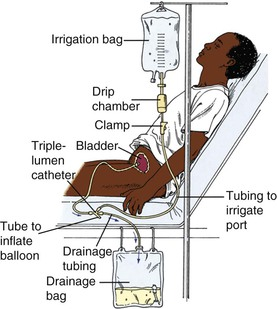 Irrigation bag
Drip
chamber
Clamp
Triple-
lumen
catheter
Bladder
Tubing to
irrigate
port
Tube to
inflate
balloon
Drainage
tubing
Drainage
bag